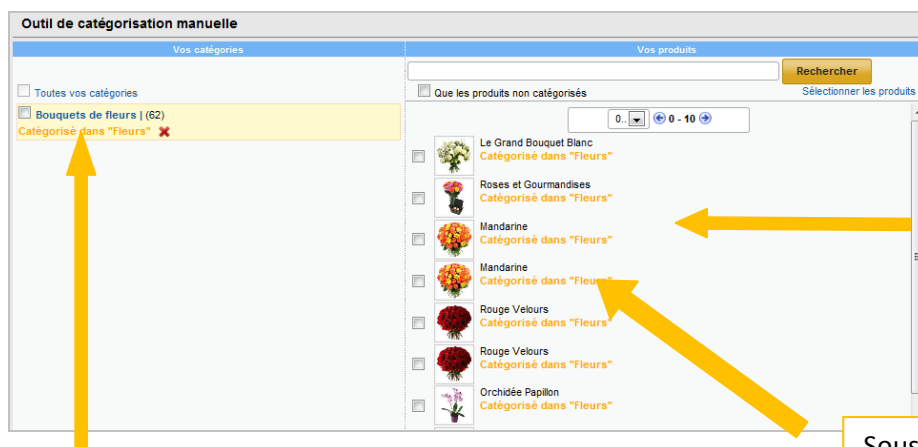 Outil de catégorisation manuelle
Vos catégories
Vos produits
Rechercher
Toutes vos catégories
Que les produits non catégorisés
Sélectionner les produits
Bouquets de fleurs | (62)
Catégorisé dans "Fleurs"
0.. 0 - 10
Le Grand Bouquet Blanc
Catégorisé dans "Fleurs"
Roses et Gourmandises
Catégorisé dans "Fleurs"
Mandarine
Catégorisé dans "Fleurs"
Mandarine
Catégorisé dans "Fleurs"
Rouge Velours
Catégorisé dans "Fleurs"
Rouge Velours
Catégorisé dans "Fleurs"
Orchidée Papillon
Catégorisé dans "Fleurs"
Sous